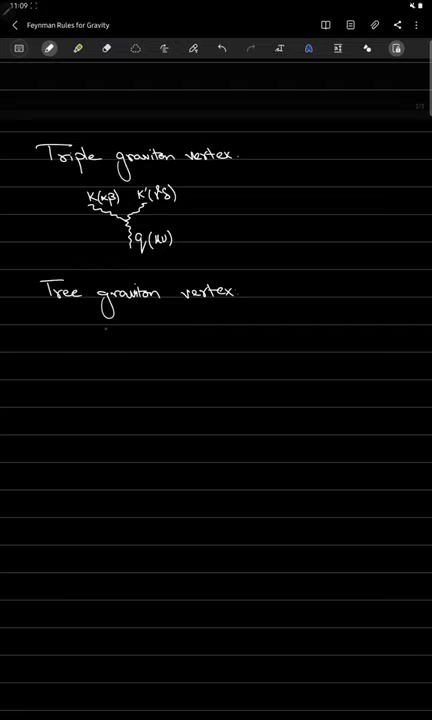 11:09
Feynman Rules for Gravity
Triple graviton vertex.
K(αβ) K'(γδ)
q(μν)
Tree graviton vertex